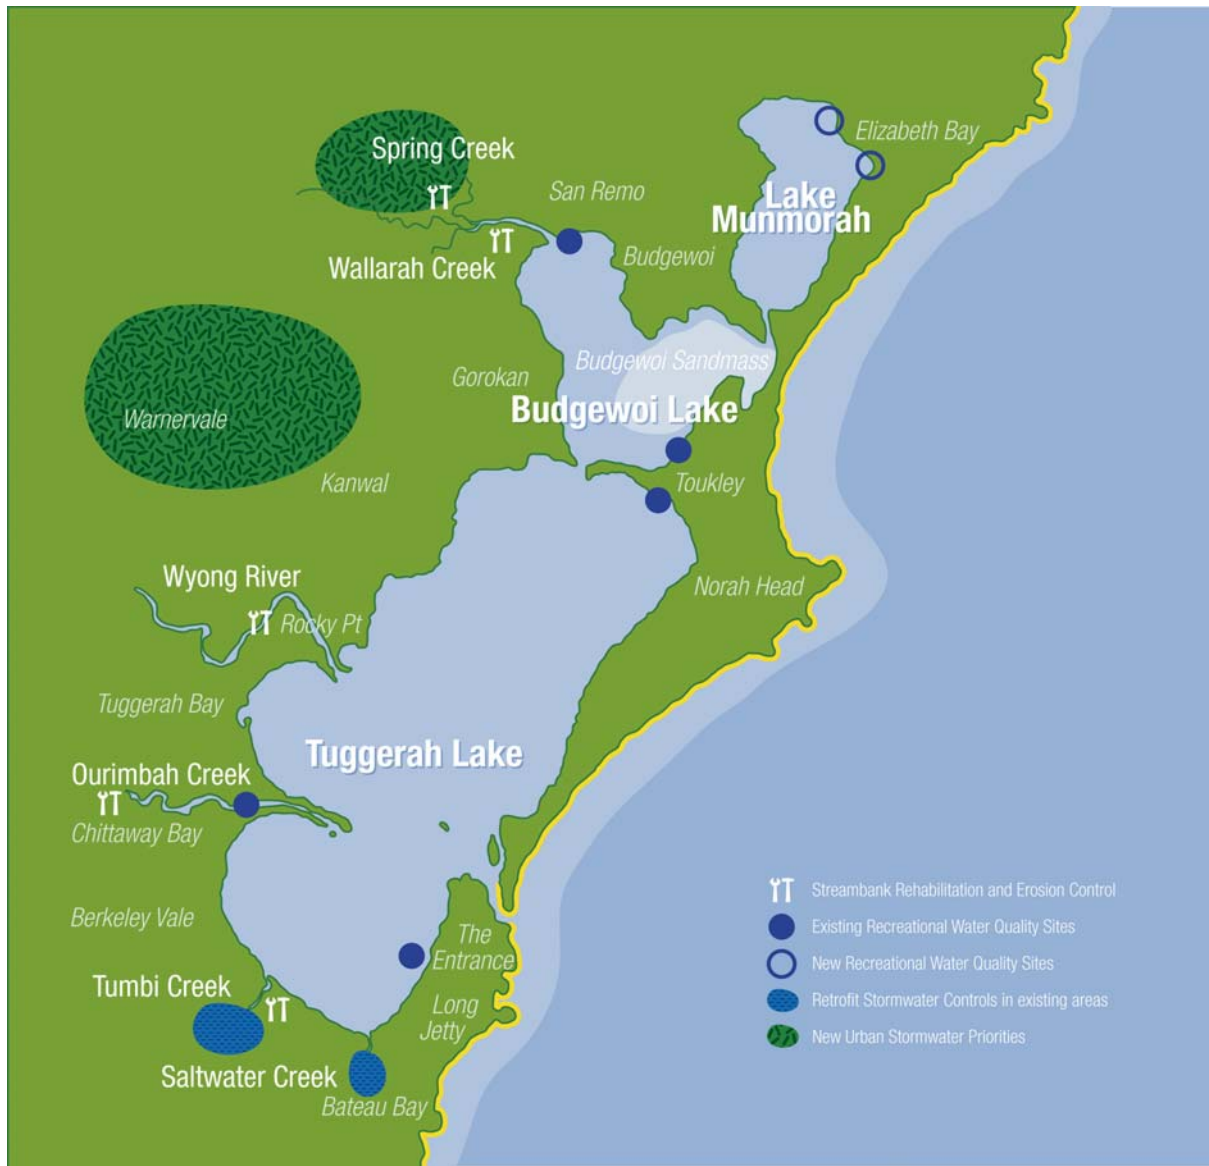 Spring Creek
Elizabeth Bay
San Remo
Lake
Munmorah
Wallarah Creek
Budgewoi
Budgewoi Sandmass
Gorokan
Budgewoi Lake
Warnervale
Kanwal
Toukley
Wyong River
Rocky Pt
Norah Head
Tuggerah Bay
Tuggerah Lake
Ourimbah Creek
Chittaway Bay
Berkeley Vale
The
Entrance
Tumbi Creek
Long
Jetty
Saltwater Creek
Bateau Bay
Streambank Rehabilitation and Erosion Control
Existing Recreational Water Quality Sites
New Recreational Water Quality Sites
Retrofit Stormwater Controls in existing areas
New Urban Stormwater Priorities